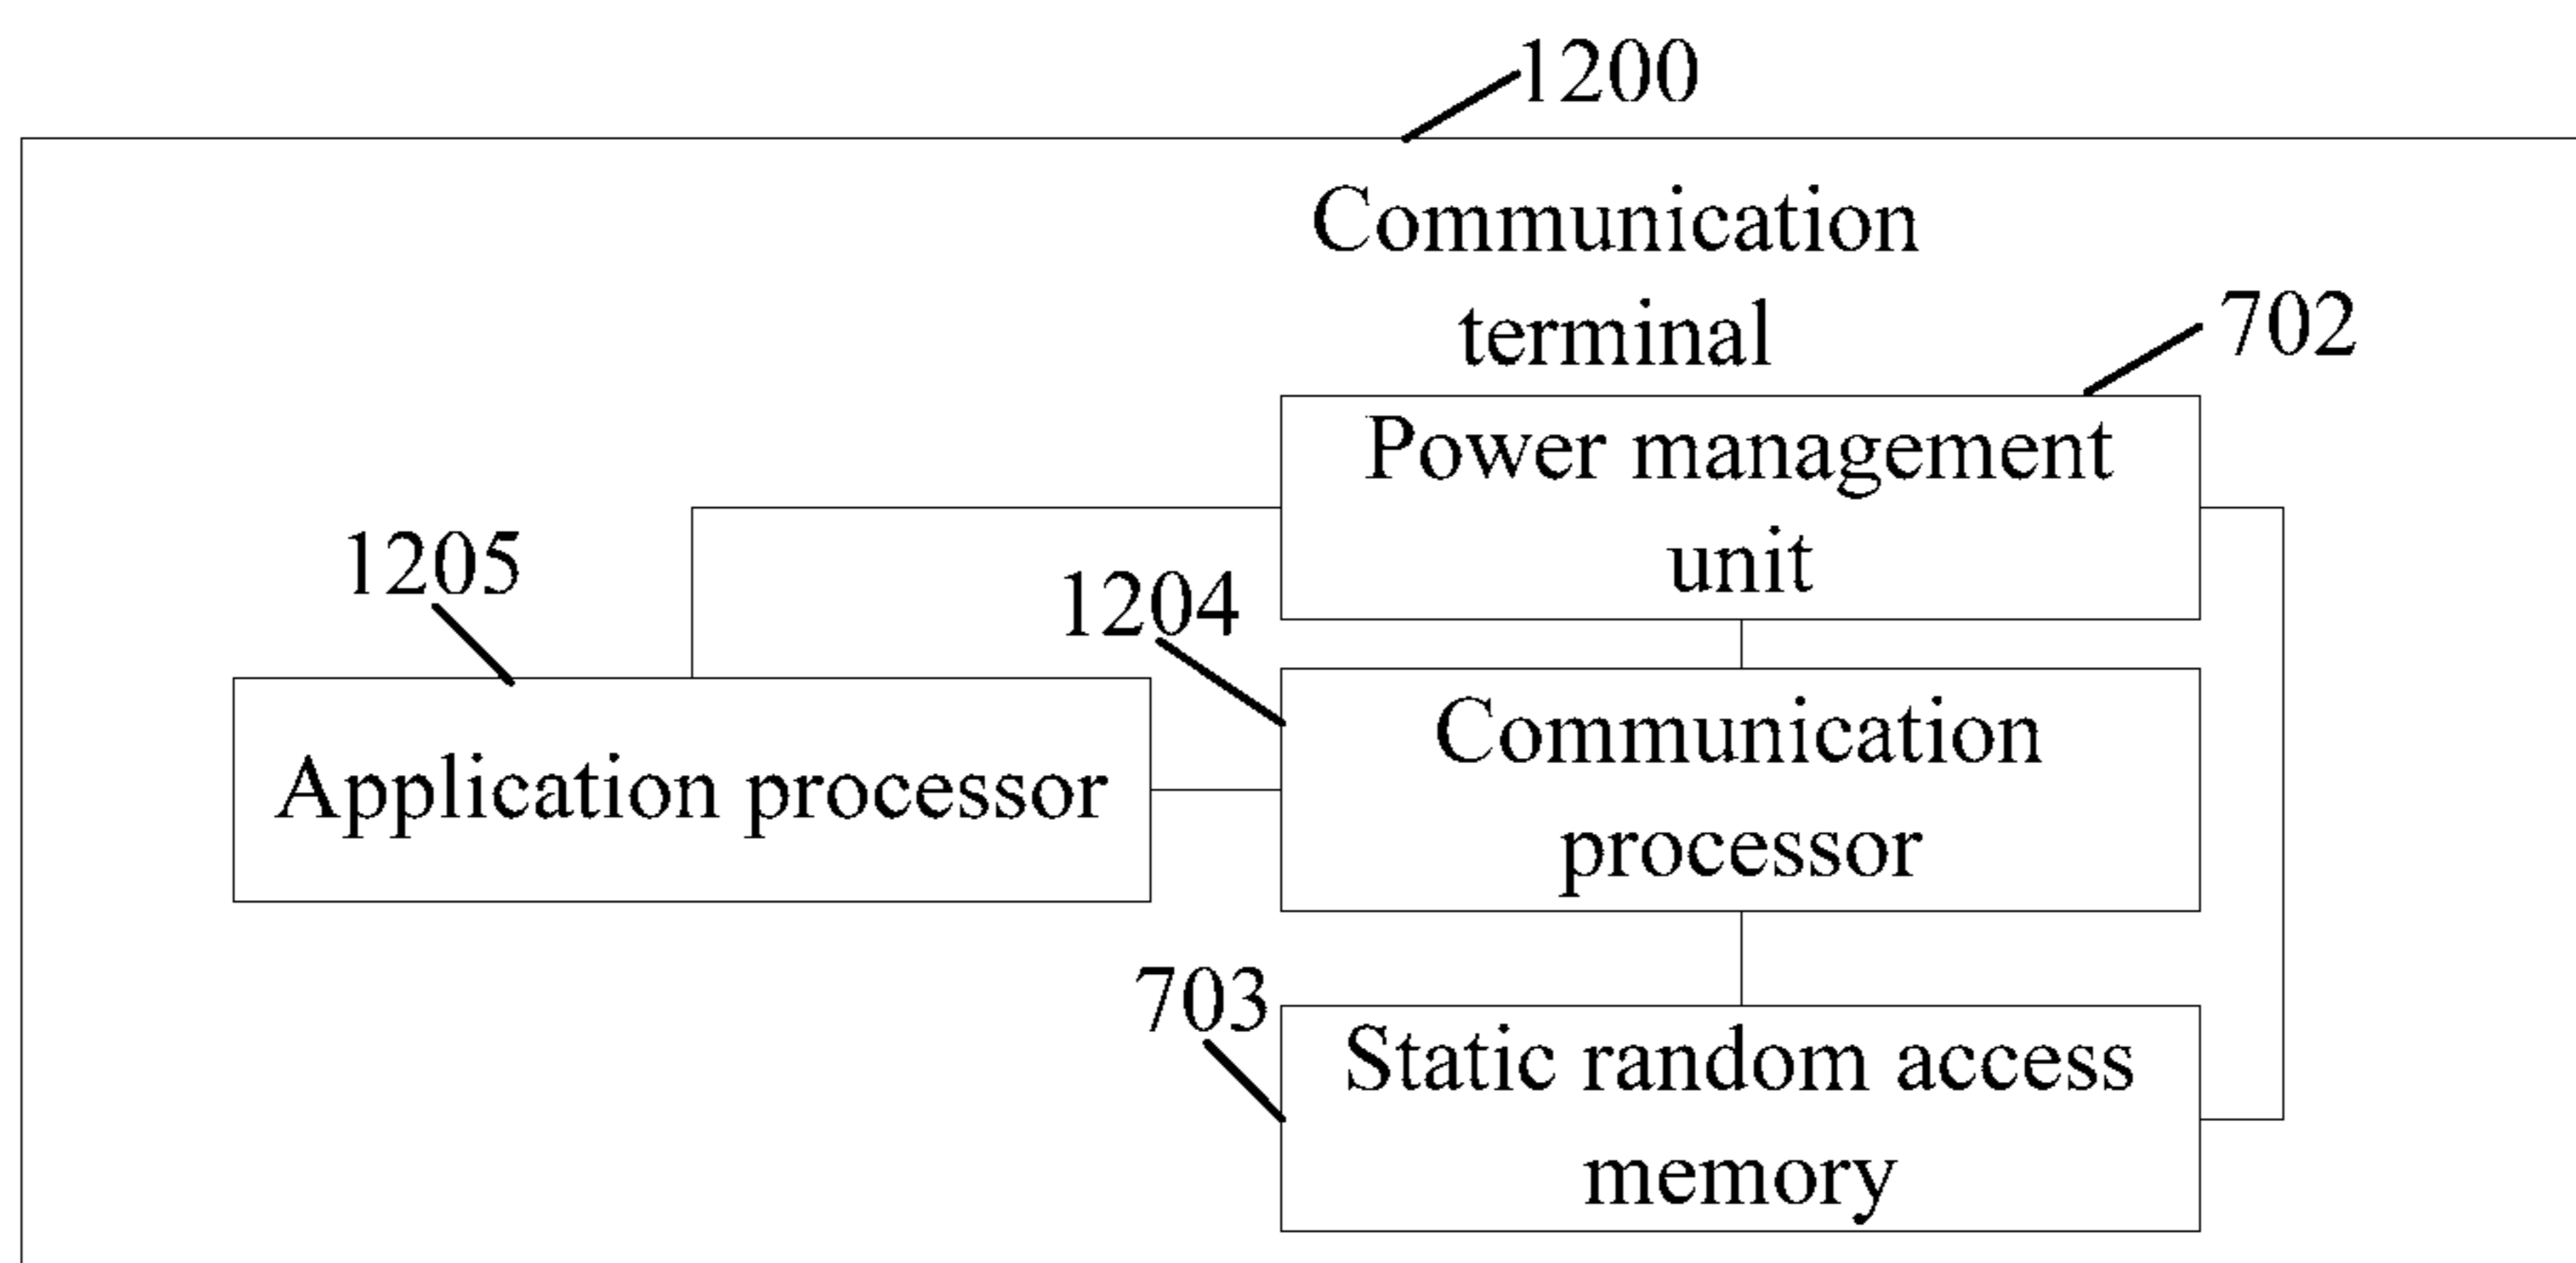 1200
Communication
terminal
702
Power management
unit
1205
1204
Application processor
Communication
processor
703
Static random access
memory